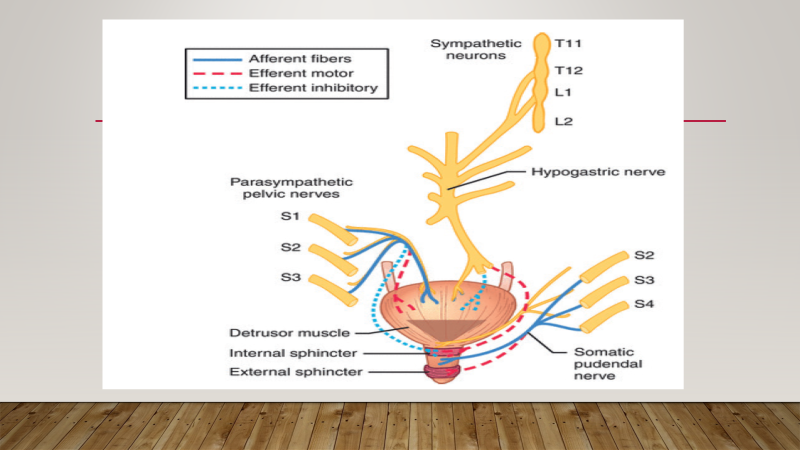 Afferent fibers
Efferent motor
Efferent inhibitory
Sympathetic
neurons
T11
T12
L1
L2
Hypogastric nerve
Parasympathetic
pelvic nerves
S1
S2
S3
S2
S3
S4
Detrusor muscle
Internal sphincter
External sphincter
Somatic
pudendal
nerve